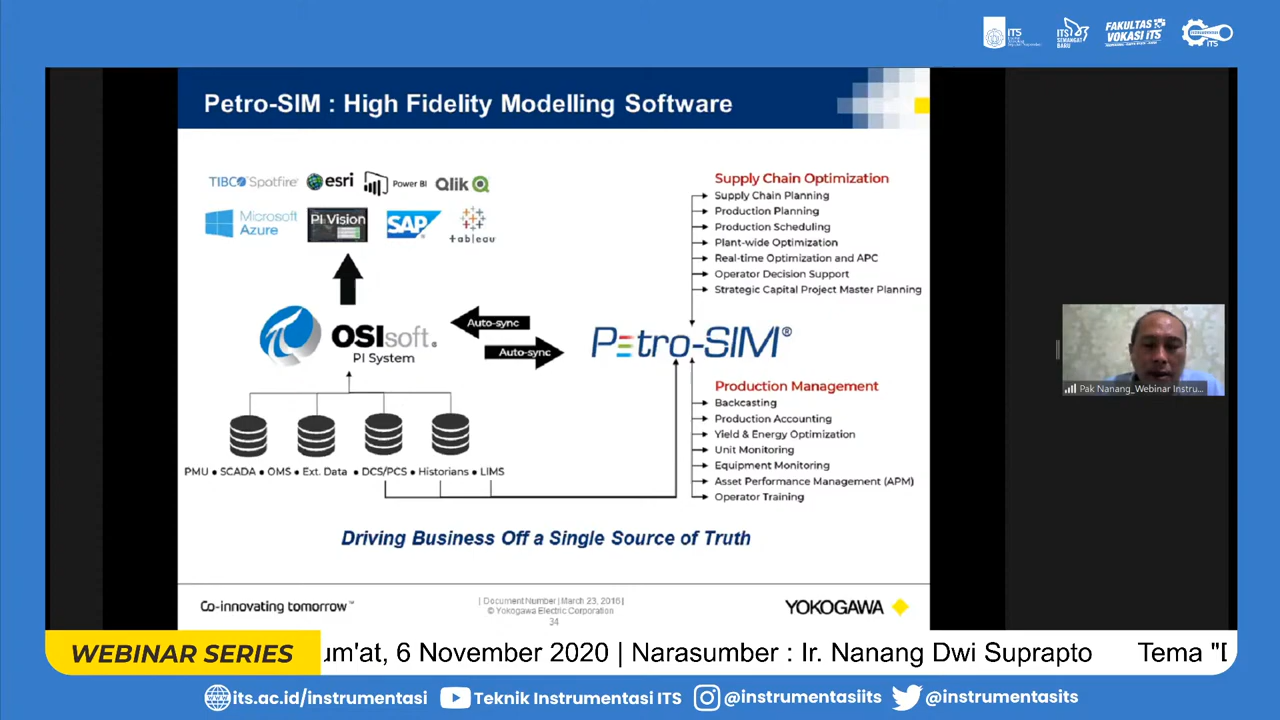 ITS
ITS
SEMANGAT
BARU
FAKULTAS
VOKASI ITS
ITS
Petro-SIM : High Fidelity Modelling Software
TIBCO Spotfire
esri
Power BI
Qlik
Microsoft
Azure
PI Vision
SAP
+ableau
OSIsoft.
PI System
Auto-sync
Auto-sync
Petro-SIM®
Supply Chain Optimization
Supply Chain Planning
Production Planning
Production Scheduling
Plant-wide Optimization
Real-time Optimization and APC
Operator Decision Support
Strategic Capital Project Master Planning
Production Management
Backcasting
Production Accounting
Yield & Energy Optimization
Unit Monitoring
Equipment Monitoring
Asset Performance Management (APM)
Operator Training
PMU • SCADA • OMS • Ext. Data • DCS/PCS • Historians • LIMS
Driving Business Off a Single Source of Truth
Co-innovating tomorrow™
| Document Number | March 23, 2016 |
© Yokogawa Electric Corporation
34
YOKOGAWA
Pak Nanang_Webinar Instru...
WEBINAR SERIES
um'at, 6 November 2020 | Narasumber : Ir. Nanang Dwi Suprapto Tema "[
its.ac.id/instrumentasi
Teknik Instrumentasi ITS
@instrumentasiits
@instrumentasits